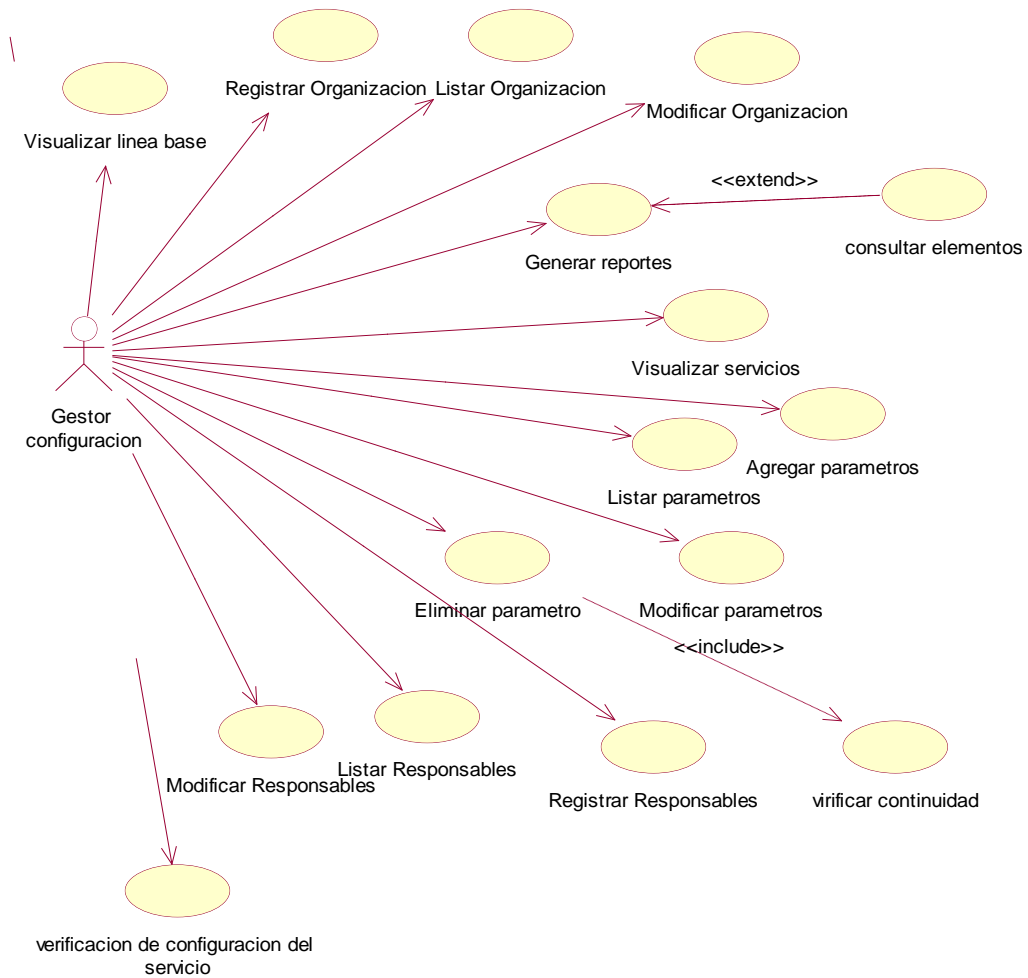 Registrar Organizacion
Listar Organizacion
Modificar Organizacion
Visualizar linea base
<<extend>>
Generar reportes
consultar elementos
Visualizar servicios
Gestor
configuracion
Agregar parametros
Listar parametros
Eliminar parametro
Modificar parametros
<<include>>
Modificar Responsables
Listar Responsables
Registrar Responsables
virificar continuidad
verificacion de configuracion del
servicio